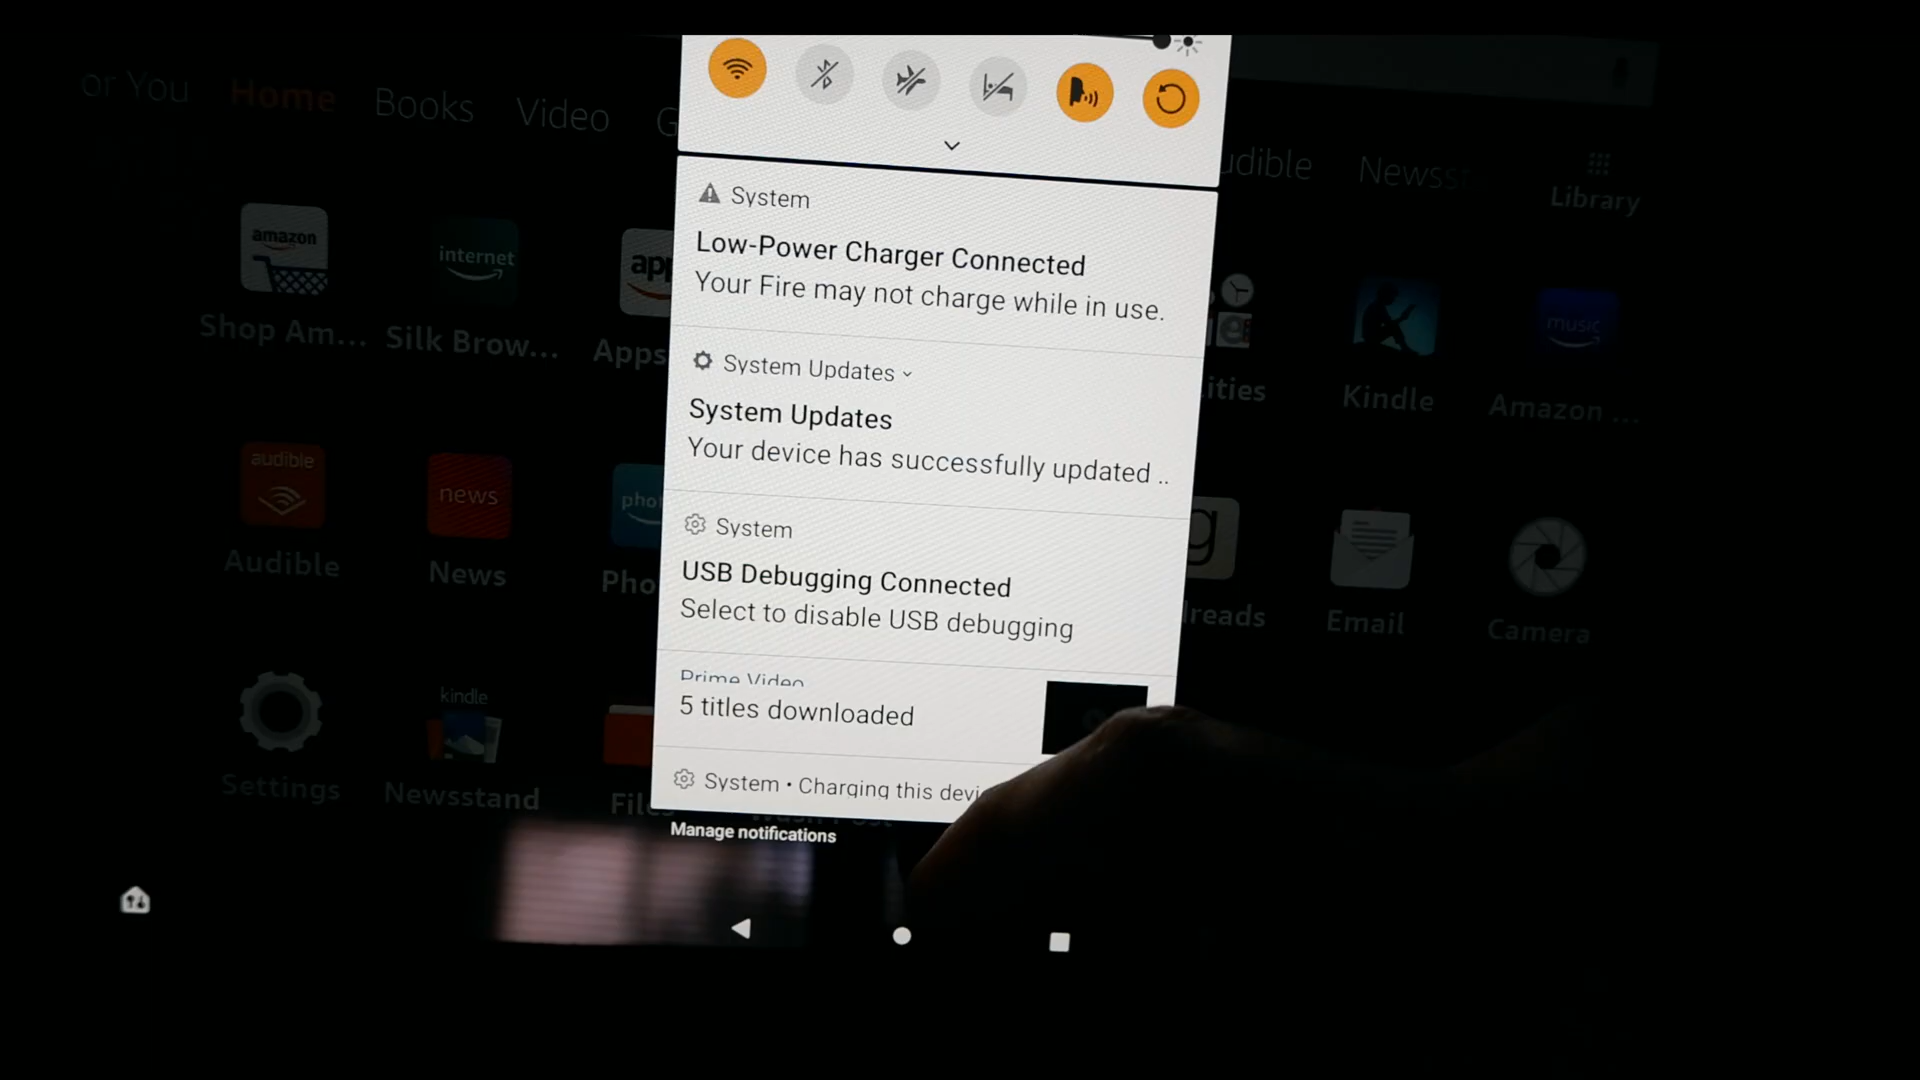 or You
Home
Books
Video
G
udible
Newss
Library
System
Low-Power Charger Connected
Your Fire may not charge while in use.
System Updates
System Updates
Your device has successfully updated ..
System
USB Debugging Connected
Select to disable USB debugging
Prime Video
5 titles downloaded
System • Charging this devi
Manage notifications
amazon
Shop Am...
internet
Silk Brow...
app
Apps
ities
Kindle
music
Amazon ...
audible
Audible
news
News
pho
Pho
g
dreads
Email
Camera
Settings
kindle
Newsstand
Files